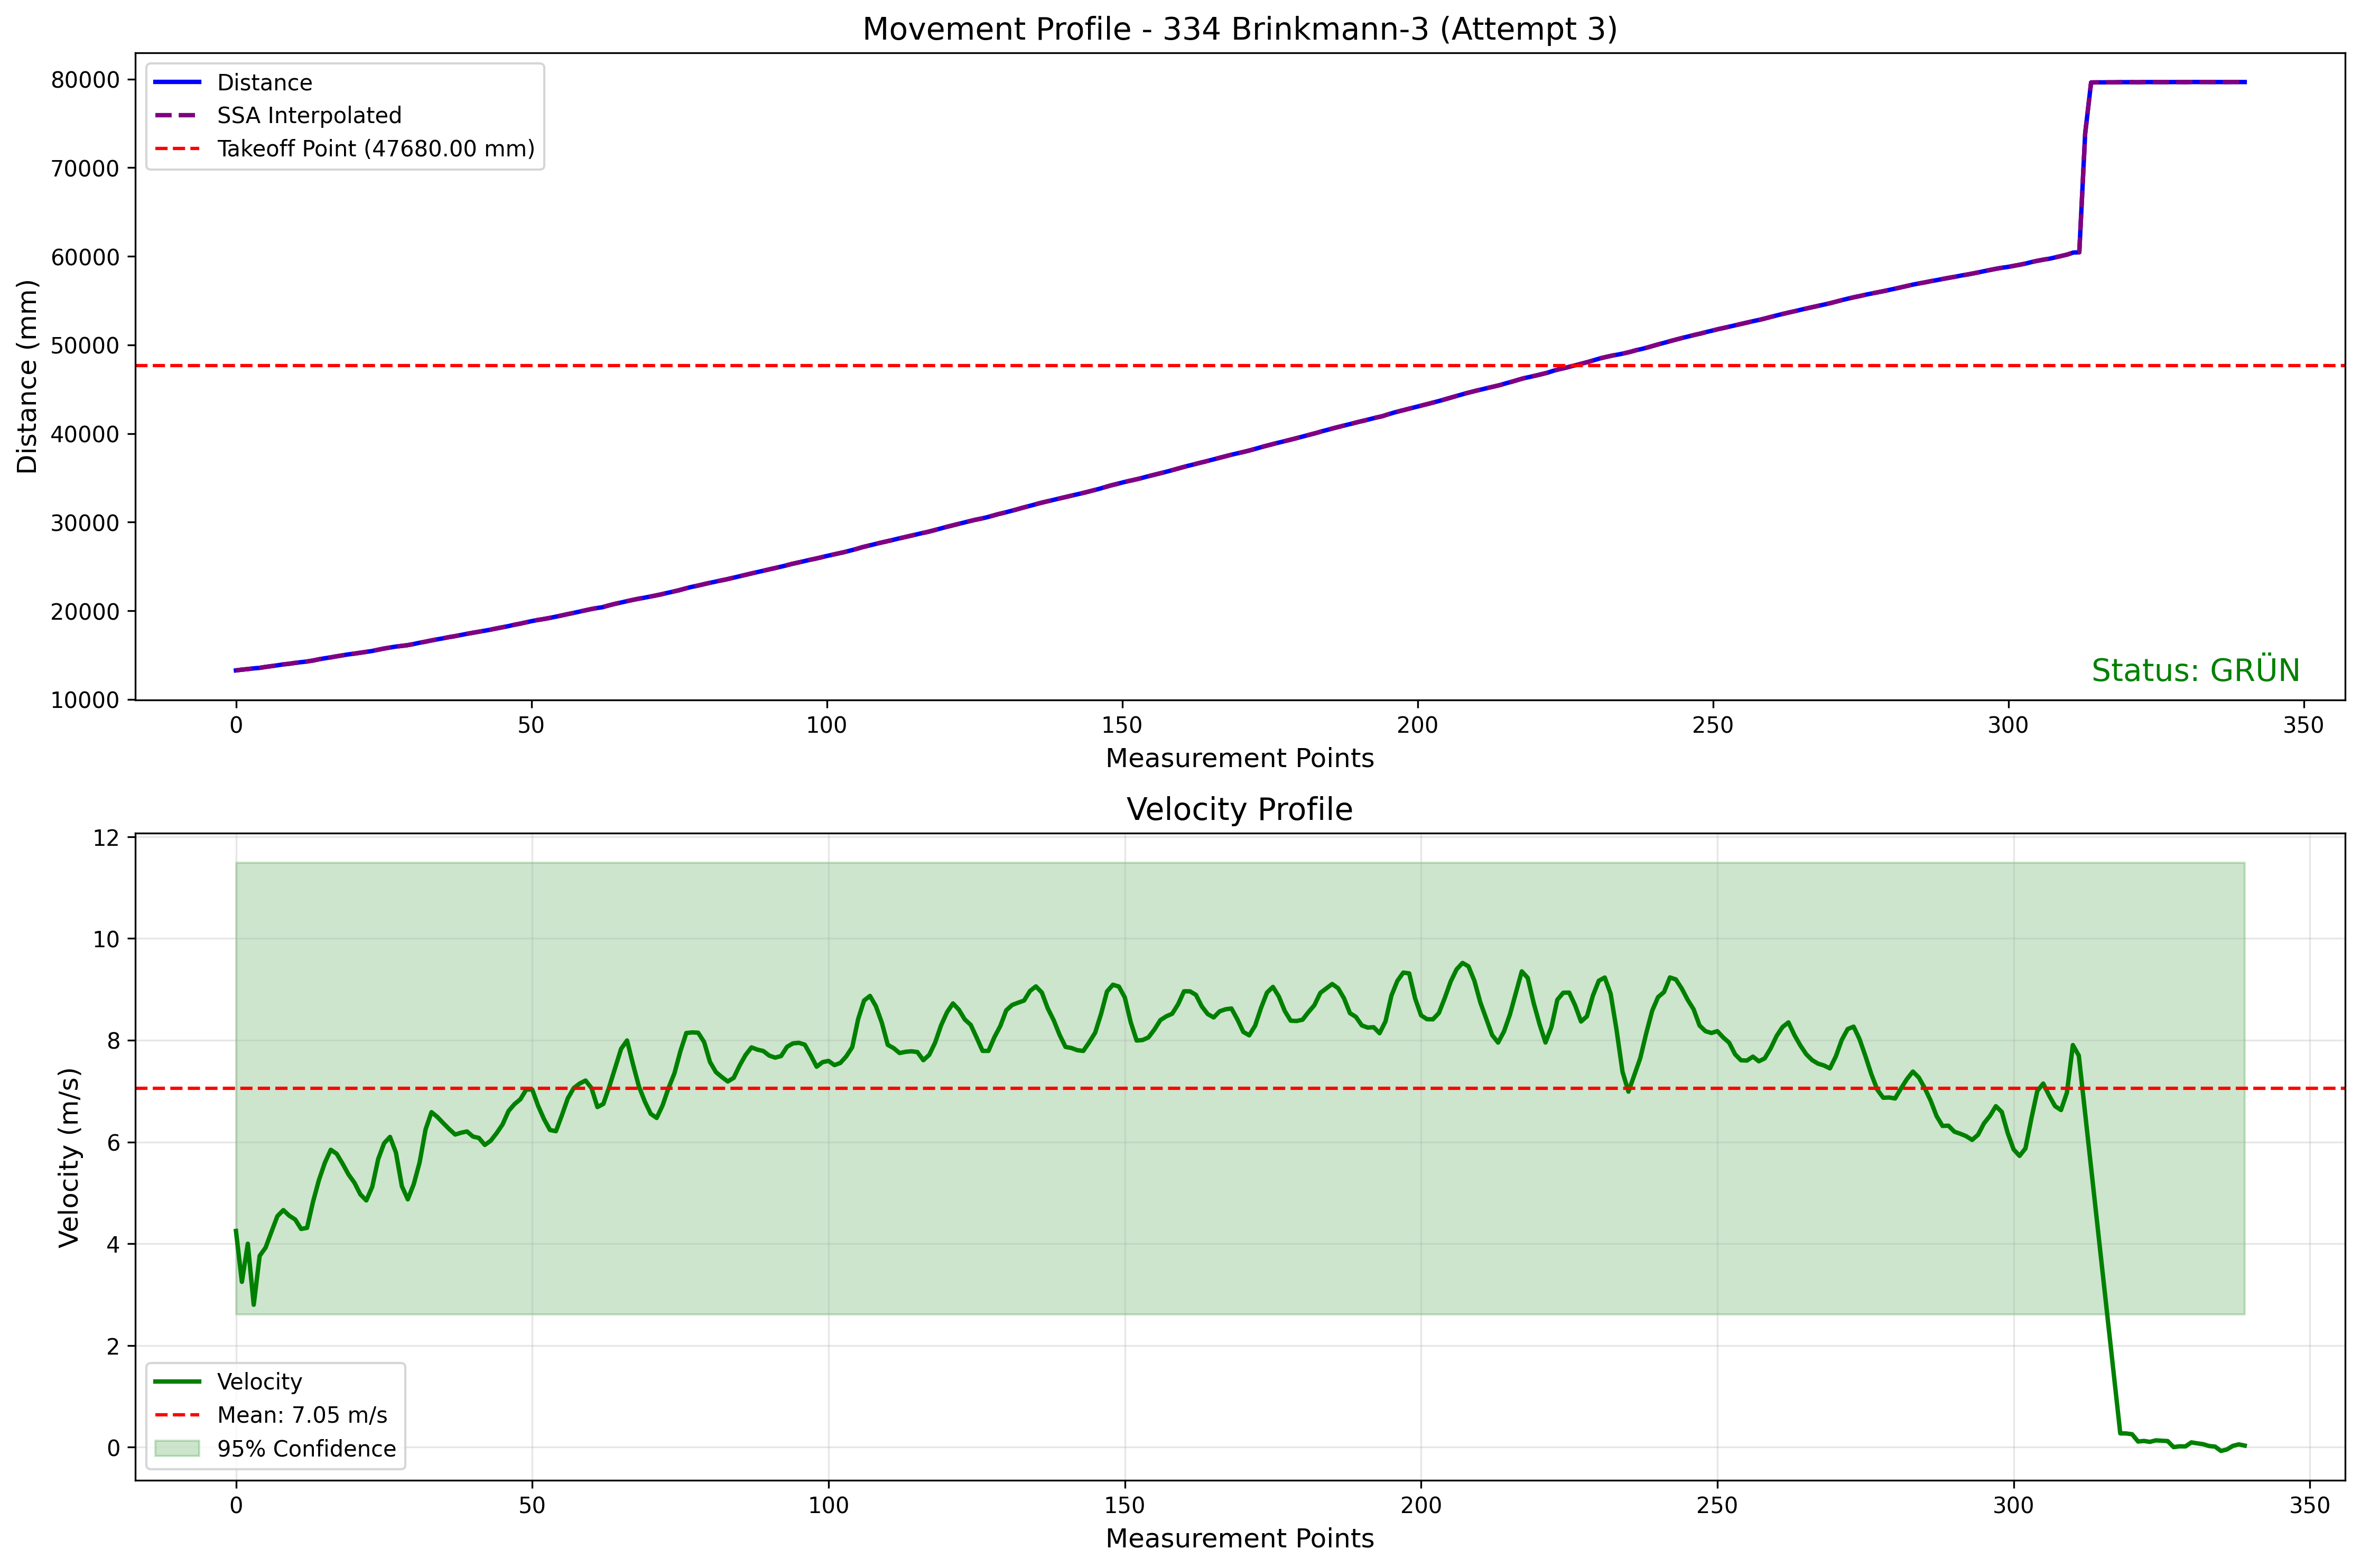 Movement Profile - 334 Brinkmann-3 (Attempt 3)
Distance
SSA Interpolated
Takeoff Point (47680.00 mm)
Distance (mm)
80000
70000
60000
50000
40000
30000
20000
10000
Status: GRÜN
0 50 100 150 200 250 300 350
Measurement Points
Velocity Profile
Velocity (m/s)
12
10
8
6
4
2
0
Velocity
Mean: 7.05 m/s
95% Confidence
0 50 100 150 200 250 300 350
Measurement Points